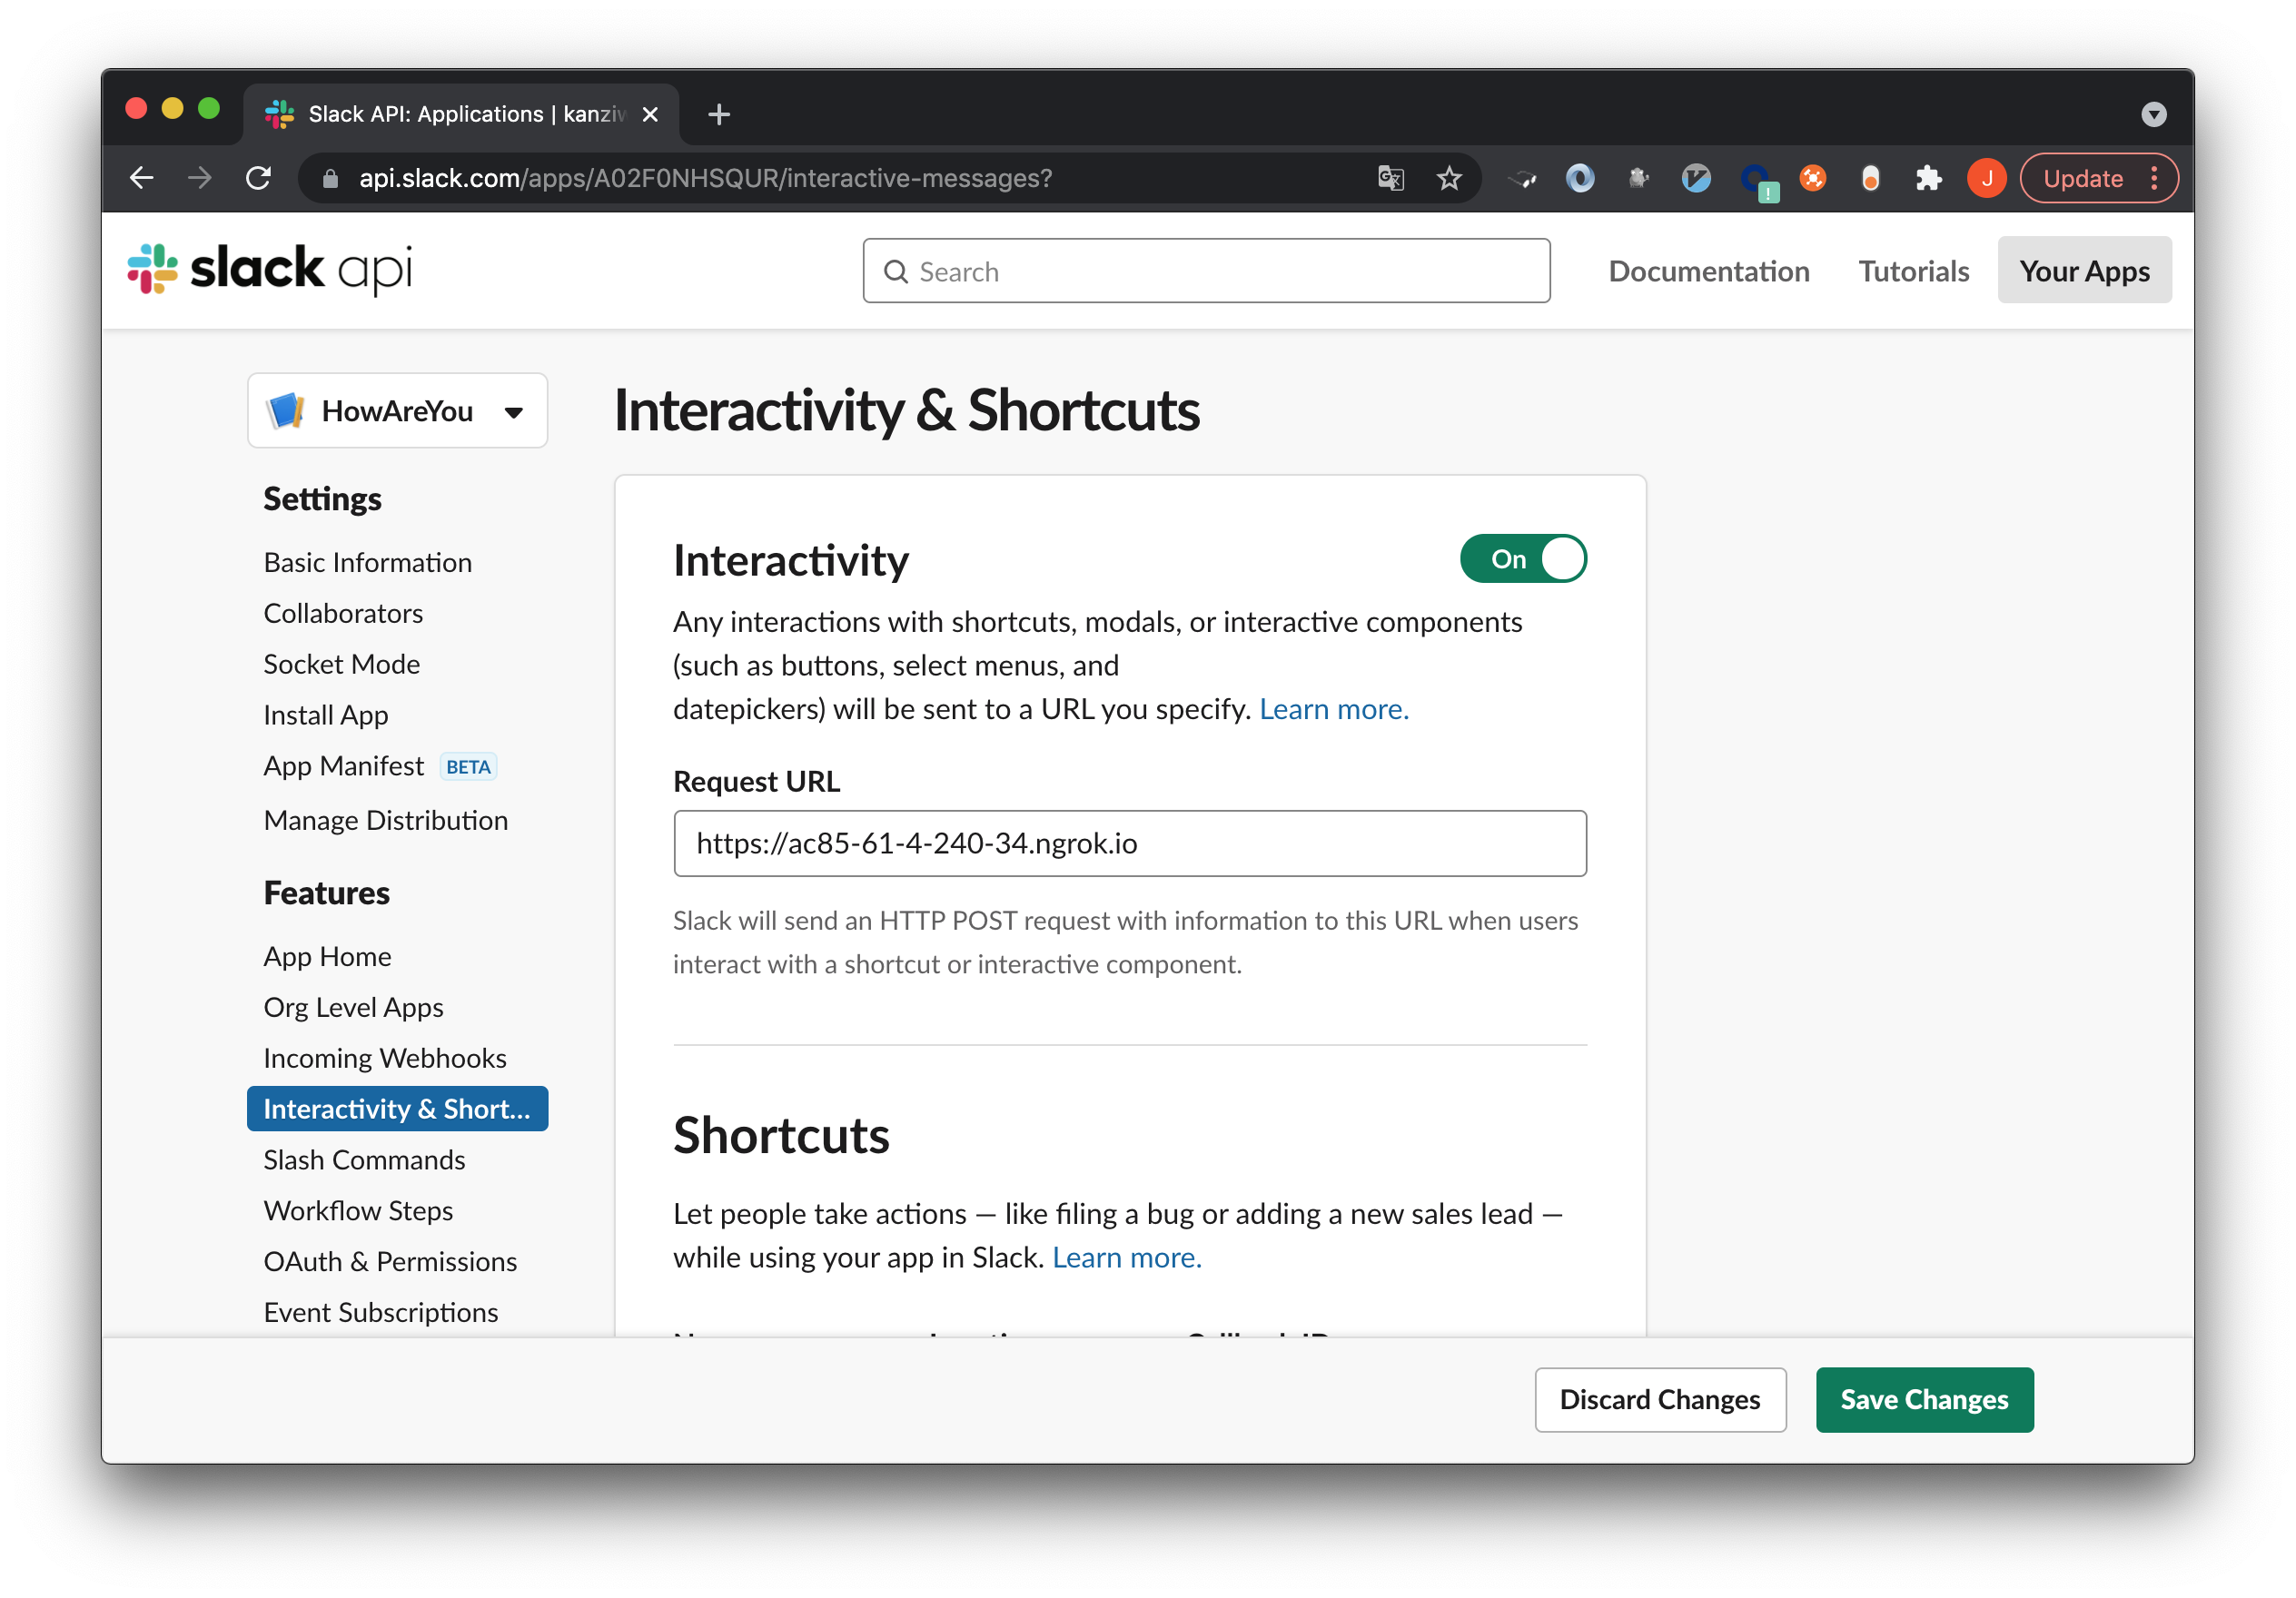 Slack API: Applications | kanziw
api.slack.com/apps/A02F0NHSQUR/interactive-messages?
J
Update
slack api
Search
Documentation
Tutorials
Your Apps
HowAreYou
Settings
Basic Information
Collaborators
Socket Mode
Install App
App Manifest BETA
Manage Distribution
Features
App Home
Org Level Apps
Incoming Webhooks
Interactivity & Short...
Slash Commands
Workflow Steps
OAuth & Permissions
Event Subscriptions
Interactivity & Shortcuts
Interactivity
On
Any interactions with shortcuts, modals, or interactive components
(such as buttons, select menus, and
datepickers) will be sent to a URL you specify. Learn more.
Request URL
https://ac85-61-4-240-34.ngrok.io
Slack will send an HTTP POST request with information to this URL when users
interact with a shortcut or interactive component.
Shortcuts
Let people take actions — like filing a bug or adding a new sales lead —
while using your app in Slack. Learn more.
Discard Changes
Save Changes